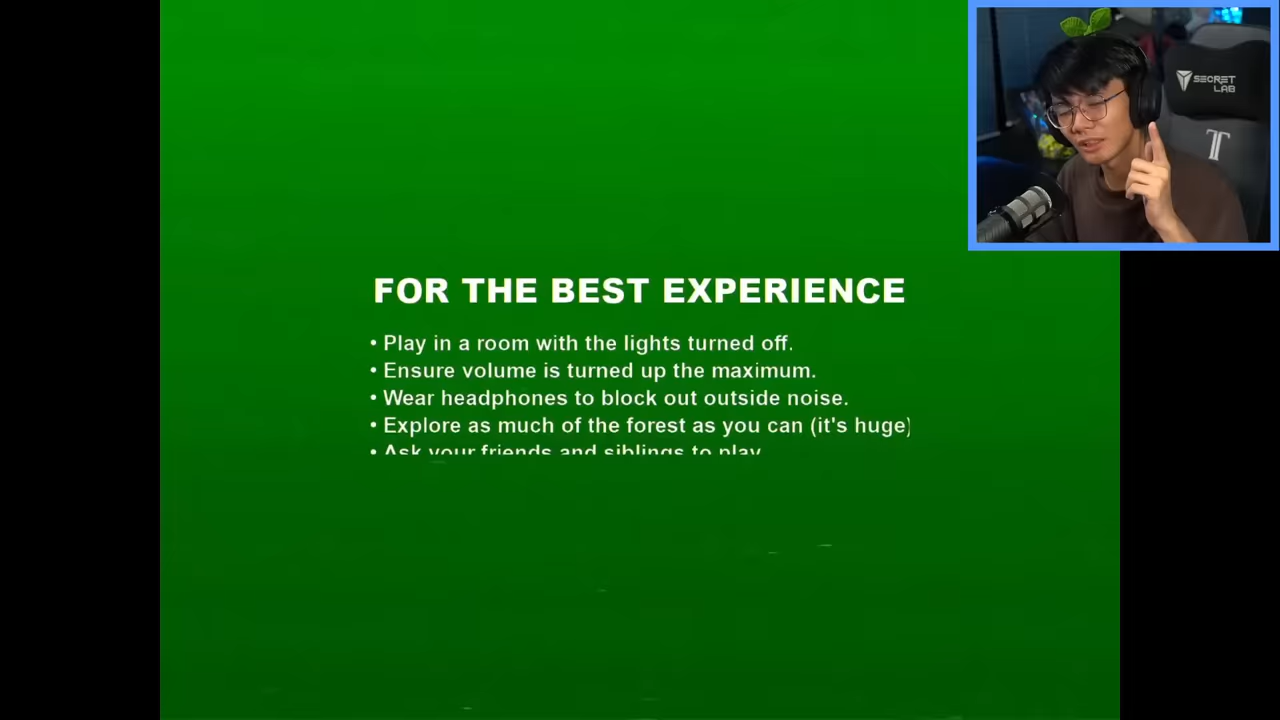 FOR THE BEST EXPERIENCE
• Play in a room with the lights turned off.
• Ensure volume is turned up the maximum.
• Wear headphones to block out outside noise.
• Explore as much of the forest as you can (it's huge)
• Ask your friends and siblings to play
SECRET
LAB